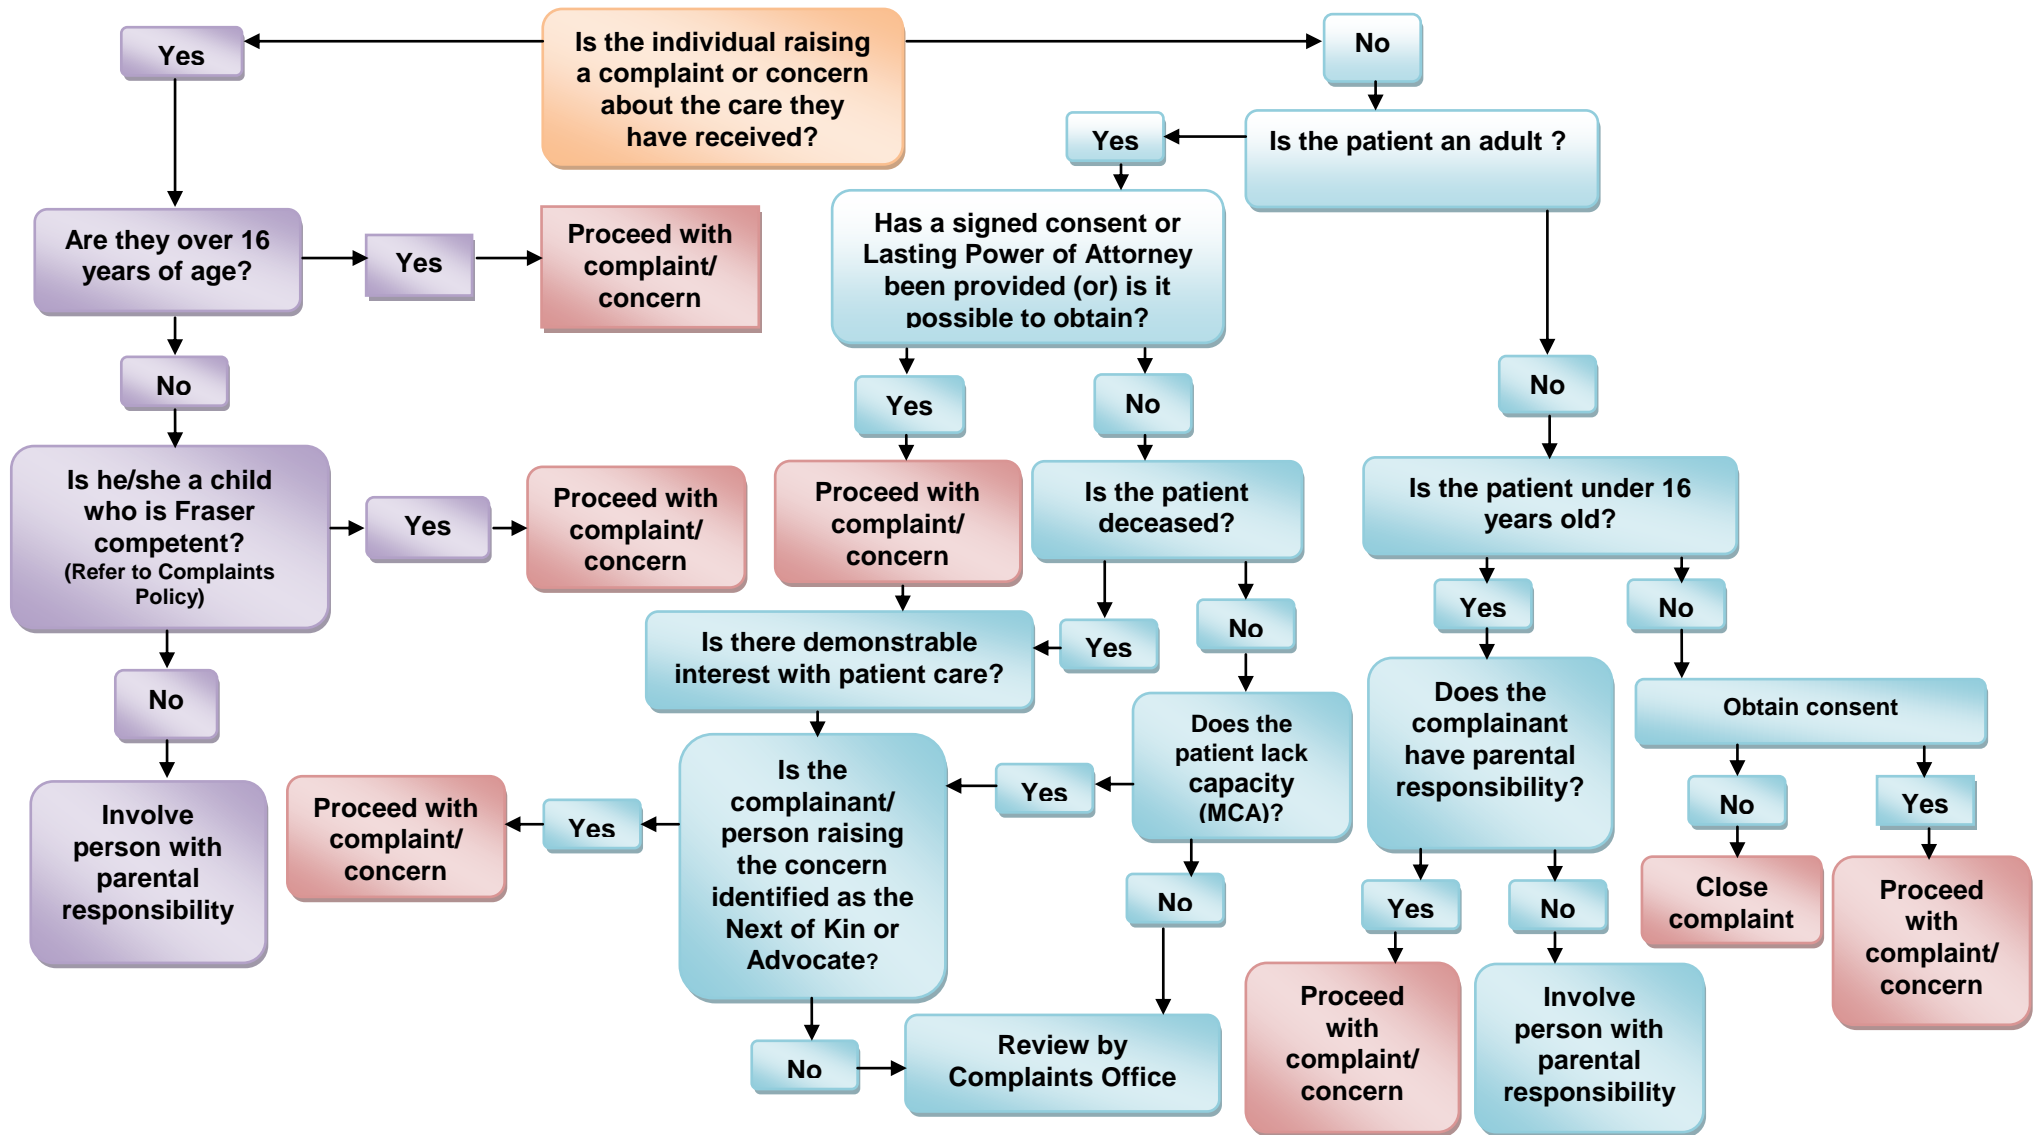 Yes
Is the individual raising
a complaint or concern
about the care they
have received?
No
Yes
Is the patient an adult ?
Are they over 16
years of age?
Yes
Proceed with
complaint/
concern
Has a signed consent or
Lasting Power of Attorney
been provided (or) is it
possible to obtain?
No
Yes
No
No
Is he/she a child
who is Fraser
competent?
(Refer to Complaints
Policy)
Yes
Proceed with
complaint/
concern
Proceed with
complaint/
concern
Is the patient
deceased?
Is the patient under 16
years old?
Yes
No
Yes
No
Is there demonstrable
interest with patient care?
No
Does the
patient lack
capacity
(MCA)?
Does the
complainant
have parental
responsibility?
Obtain consent
Involve
person with
parental
responsibility
Proceed with
complaint/
concern
Yes
Is the
complainant/
person raising
the concern
identified as the
Next of Kin or
Advocate?
Yes
No
Yes
No
Yes
No
Close
complaint
Proceed
with
complaint/
concern
No
Review by
Complaints Office
Proceed
with
complaint/
concern
Involve
person with
parental
responsibility